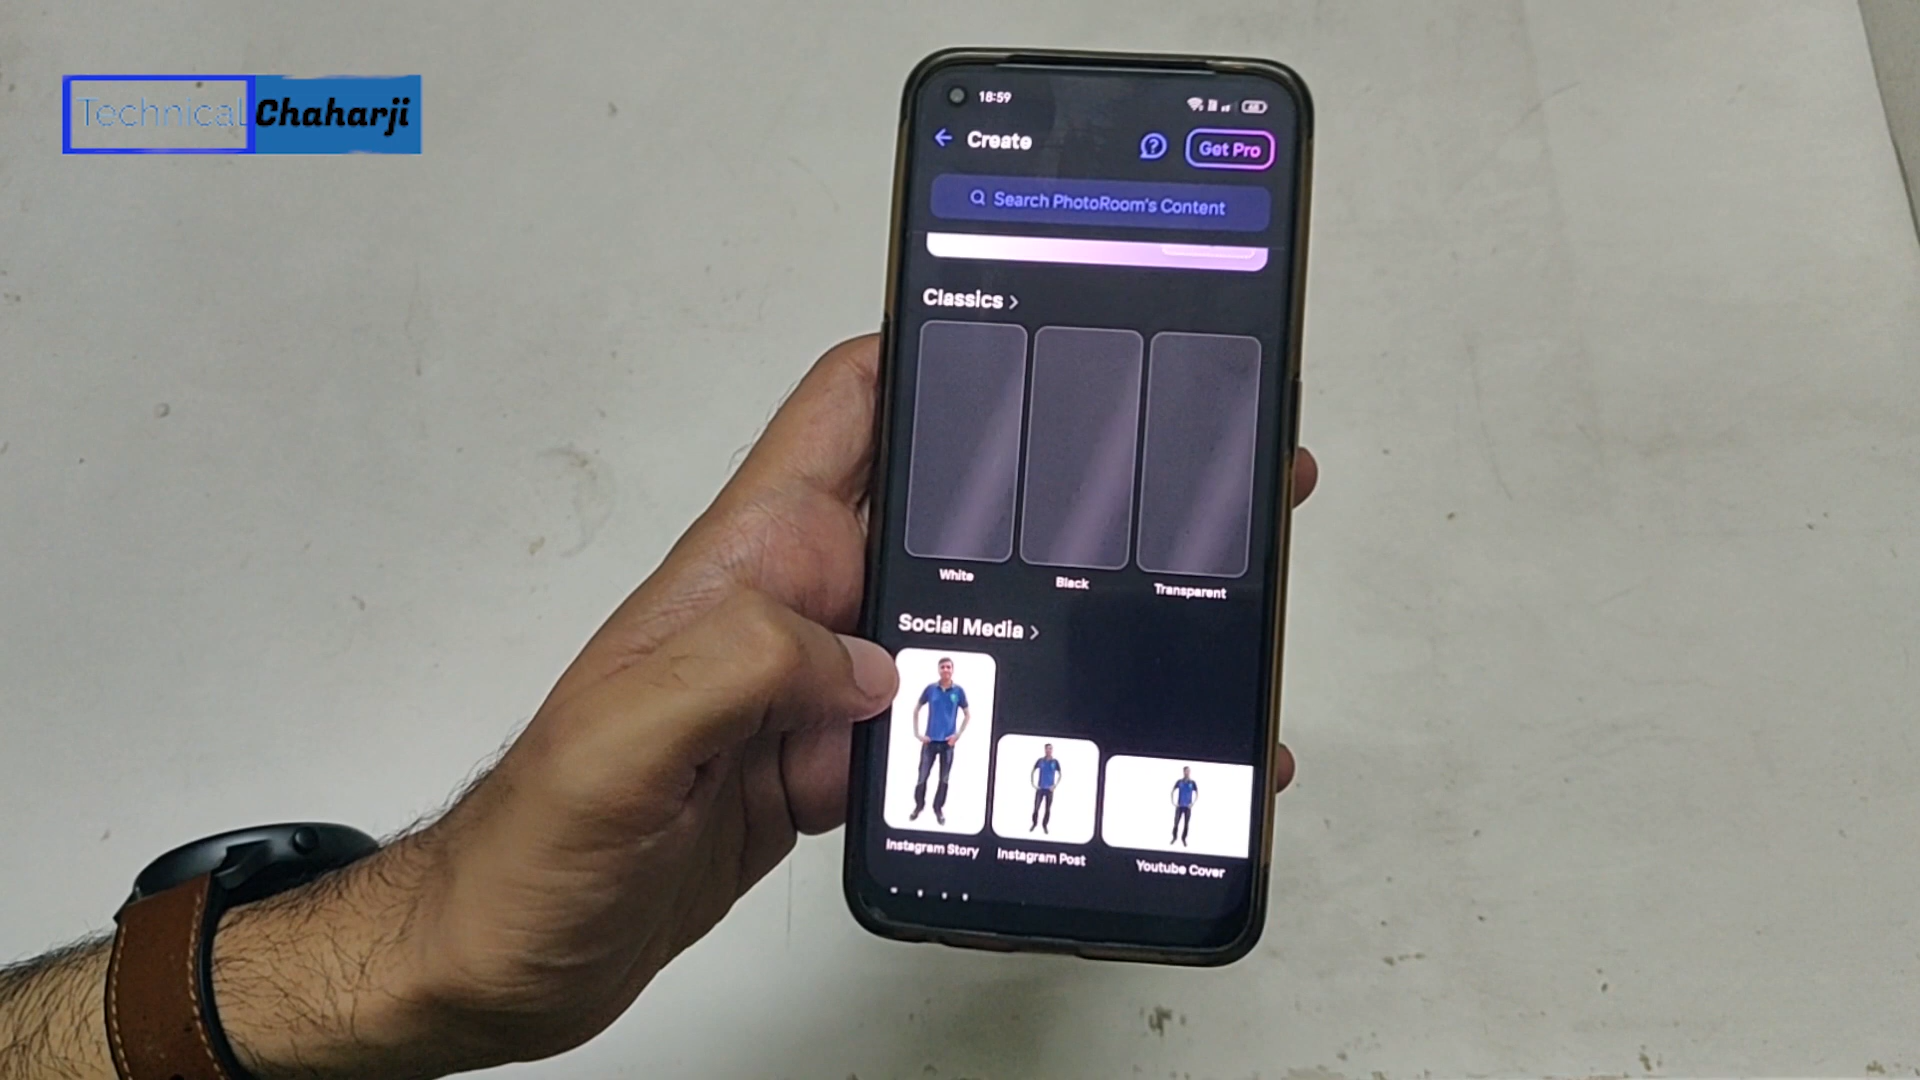 Technical Chaharji
18:59
Create
Get Pro
Search PhotoRoom's Content
Classics
White
Black
Transparent
Social Media
Instagram Story
Instagram Post
Youtube Cover